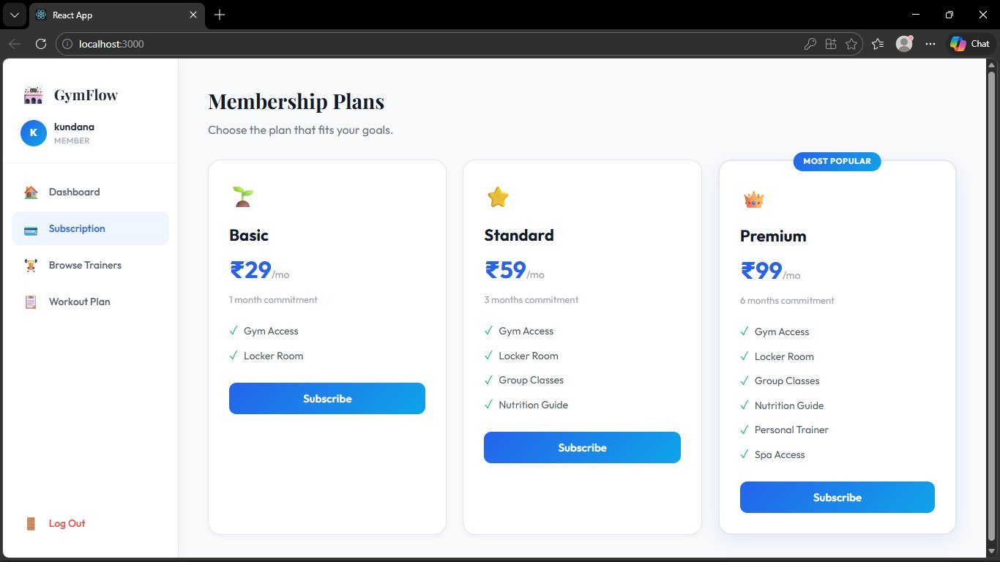 React App
localhost:3000
Chat
GymFlow
K
kundana
MEMBER
Dashboard
Subscription
Browse Trainers
Workout Plan
Log Out
Membership Plans
Choose the plan that fits your goals.
Basic
₹29/mo
1 month commitment
✓ Gym Access
✓ Locker Room
Subscribe
Standard
₹59/mo
3 months commitment
✓ Gym Access
✓ Locker Room
✓ Group Classes
✓ Nutrition Guide
Subscribe
MOST POPULAR
Premium
₹99/mo
6 months commitment
✓ Gym Access
✓ Locker Room
✓ Group Classes
✓ Nutrition Guide
✓ Personal Trainer
✓ Spa Access
Subscribe